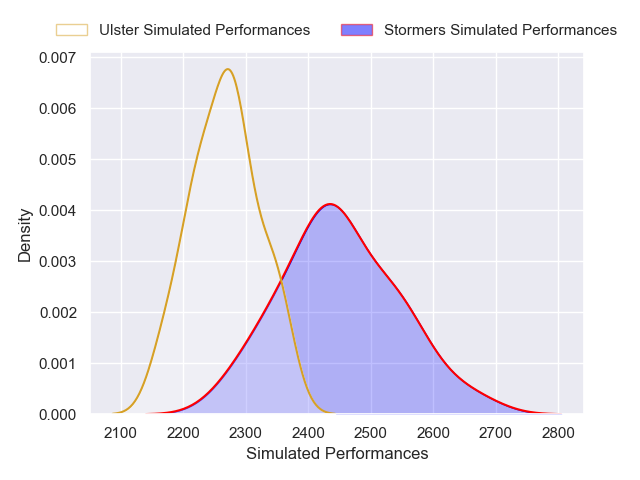 Ulster Simulated Performances Stormers Simulated Performances
0.007
0.006
0.005
0.004
0.003
0.002
0.001
0.000
Density
2100 2200 2300 2400 2500 2600 2700 2800
Simulated Performances